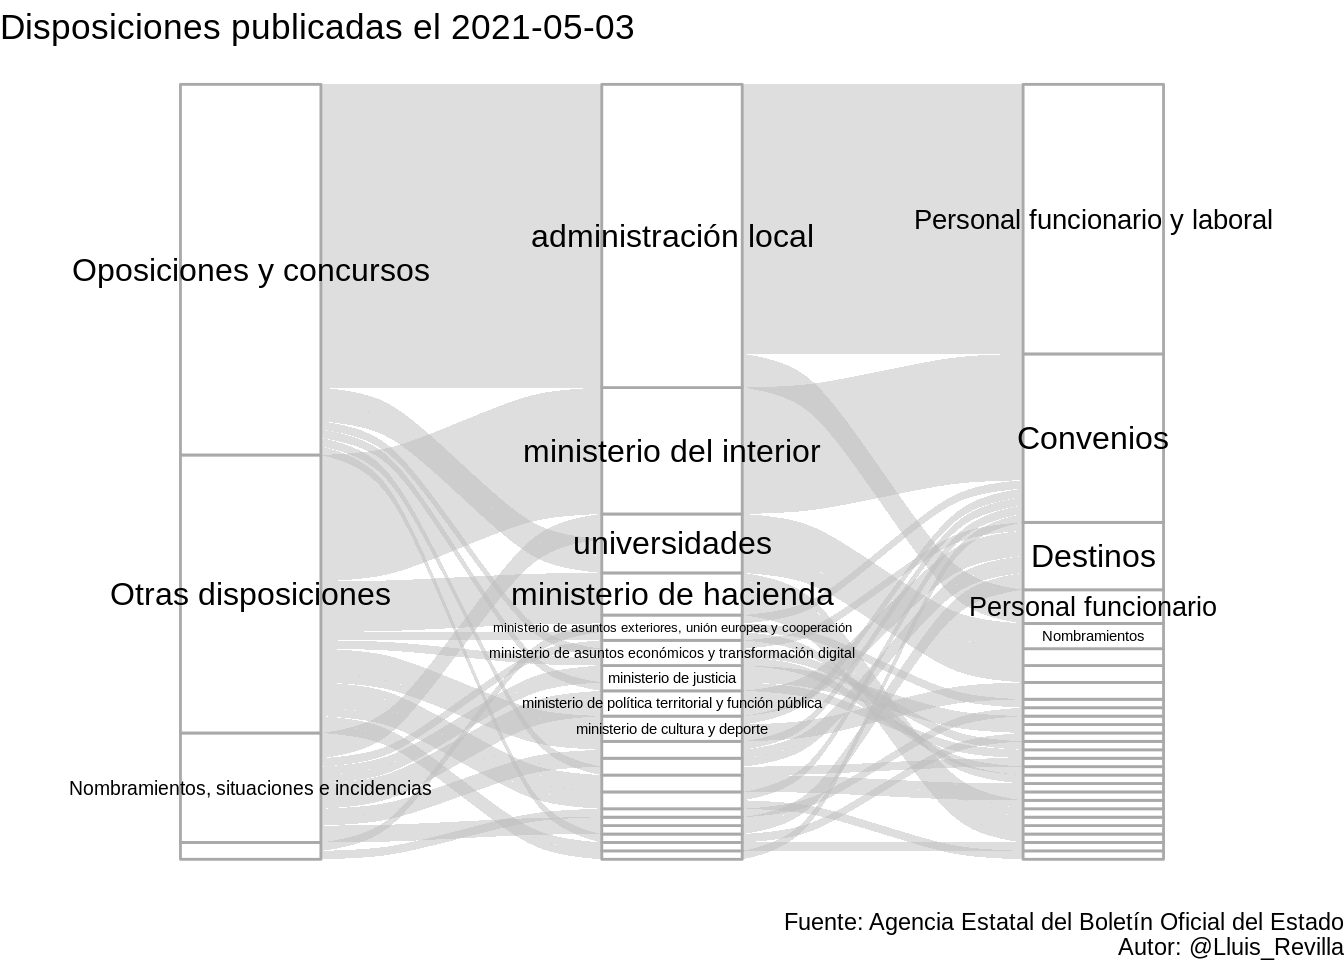 Disposiciones publicadas el 2021-05-03
Oposiciones y concursos
Otras disposiciones
Nombramientos, situaciones e incidencias
administración local
ministerio del interior
universidades
ministerio de hacienda
ministerio de asuntos exteriores, unión europea y cooperación
ministerio de asuntos económicos y transformación digital
ministerio de justicia
ministerio de política territorial y función pública
ministerio de cultura y deporte
Personal funcionario y laboral
Convenios
Destinos
Personal funcionario
Nombramientos
Fuente: Agencia Estatal del Boletín Oficial del Estado
Autor: @Lluis_Revilla